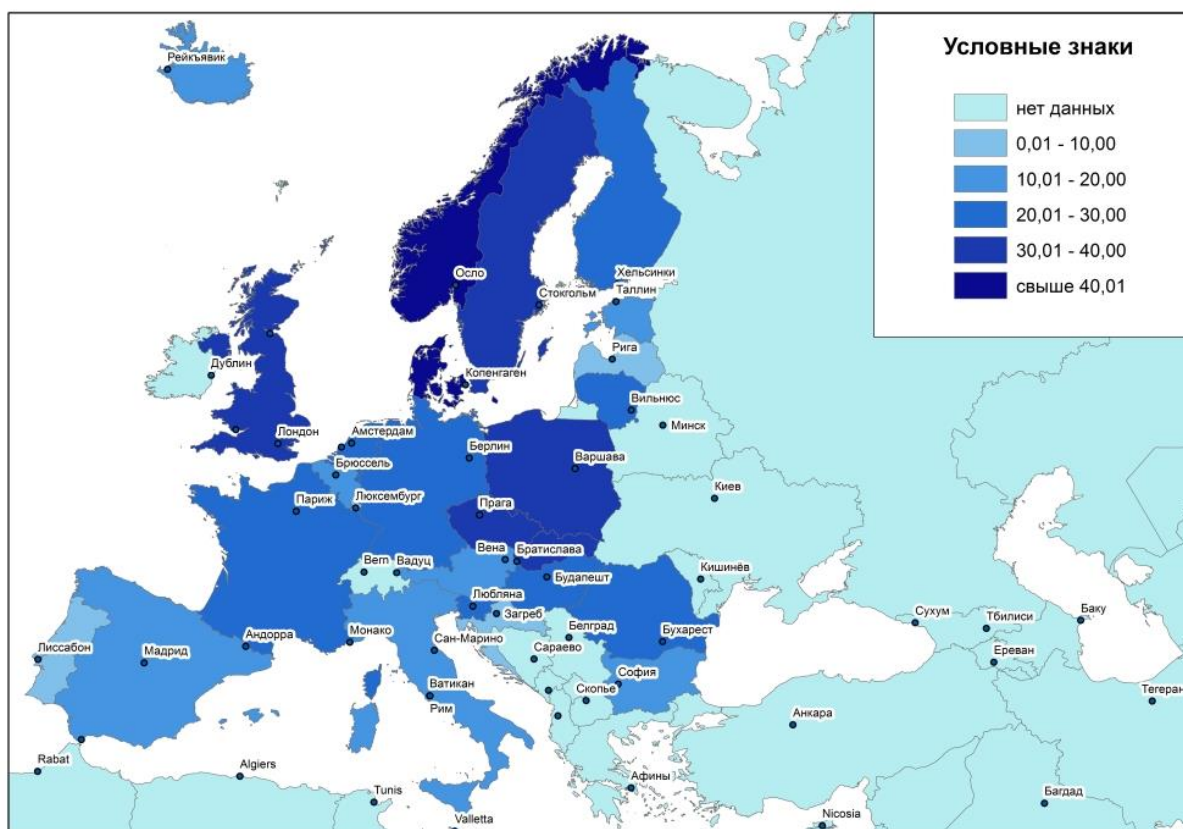 Условные знаки
нет данных
0,01 - 10,00
10,01 - 20,00
20,01 - 30,00
30,01 - 40,00
свыше 40,01
Рейкъявик
Осло
Хельсинки
Стокгольм
Таллин
Рига
Дублин
Копенгаген
Вильнюс
Минск
Лондон
Амстердам
Берлин
Варшава
Брюссель
Киев
Париж
Люксембург
Прага
Вена
Братислава
Bern
Вадуц
Будапешт
Кишинёв
Любляна
Загреб
Сухум
Тбилиси
Баку
Белград
Андорра
Монако
Сан-Марино
Бухарест
Лиссабон
Мадрид
Сараево
Ереван
София
Скопье
Ватикан
Тегеран
Рим
Анкара
Rabat
Algiers
Афины
Tunis
Багдад
Valletta
Nicosia